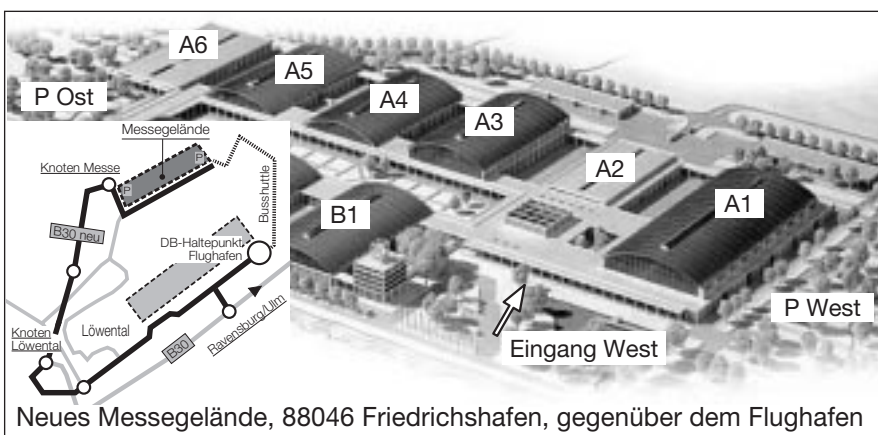 A6
A5
P Ost
A4
A3
A2
A1
B1
P West
Eingang West
Messegelände
Knoten Messe
P
P
Busshuttle
B30 neu
DB-Haltepunkt
Flughafen
Knoten
Löwental
Löwental
B30
Ravensburg/Ulm
Neues Messegelände, 88046 Friedrichshafen, gegenüber dem Flughafen